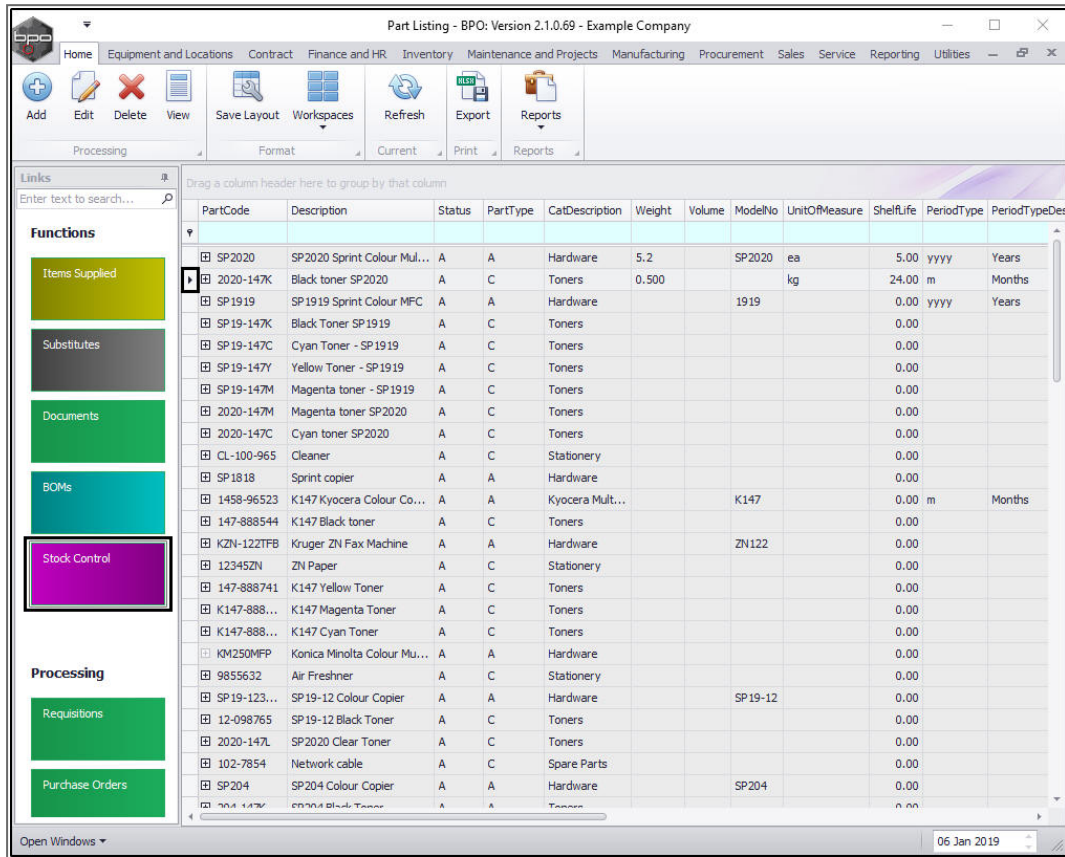 bpo
Part Listing - BPO: Version 2.1.0.69 - Example Company
Home Equipment and Locations Contract Finance and HR Inventory Maintenance and Projects Manufacturing Procurement Sales Service Reporting Utilities
Add Edit Delete View Save Layout Workspaces Refresh Export Reports
Processing Format Current Print Reports
Links
Enter text to search...
Drag a column header here to group by that column
PartCode Description Status PartType CatDescription Weight Volume ModelNo UnitOfMeasure ShelfLife PeriodType PeriodTypeDes
Functions
SP2020 SP2020 Sprint Colour Mul... A A Hardware 5.2 SP2020 ea 5.00 yyyy Years
Items Supplied
2020-147K Black toner SP2020 A C Toners 0.500 kg 24.00 m Months
SP1919 SP1919 Sprint Colour MFC A A Hardware 1919 0.00 yyyy Years
SP19-147K Black Toner SP1919 A C Toners 0.00
Substitutes
SP19-147C Cyan Toner - SP1919 A C Toners 0.00
SP19-147Y Yellow Toner - SP1919 A C Toners 0.00
SP19-147M Magenta toner - SP1919 A C Toners 0.00
Documents
2020-147M Magenta toner SP2020 A C Toners 0.00
2020-147C Cyan toner SP2020 A C Toners 0.00
CL-100-965 Cleaner A C Stationery 0.00
BOMs
SP1818 Sprint copier A A Hardware 0.00
1458-96523 K147 Kyocera Colour Co... A A Kyocera Mult... K147 0.00 m Months
147-888544 K147 Black toner A C Toners 0.00
KZN-122TFB Kruger ZN Fax Machine A A Hardware ZN122 0.00
Stock Control
12345ZN ZN Paper A C Stationery 0.00
147-888741 K147 Yellow Toner A C Toners 0.00
K147-888... K147 Magenta Toner A C Toners 0.00
K147-888... K147 Cyan Toner A C Toners 0.00
KM250MFP Konica Minolta Colour Mu... A A Hardware 0.00
Processing
9855632 Air Freshner A C Stationery 0.00
SP19-123... SP19-12 Colour Copier A A Hardware SP19-12 0.00
Requisitions
12-098765 SP19-12 Black Toner A C Toners 0.00
2020-147L SP2020 Clear Toner A C Toners 0.00
102-7854 Network cable A C Spare Parts 0.00
Purchase Orders
SP204 SP204 Colour Copier A A Hardware SP204 0.00
204-147K SP204 Black Toner A A Toners 0.00
Open Windows
06 Jan 2019